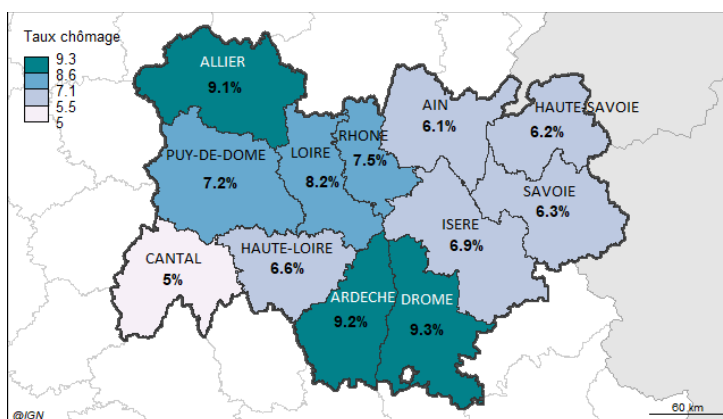 Taux chômage
9.3
8.6
7.1
5.5
5
ALLIER
9.1%
AIN
6.1%
HAUTE-SAVOIE
6.2%
PUY-DE-DOME
7.2%
LOIRE
8.2%
RHONE
7.5%
SAVOIE
6.3%
ISERE
6.9%
CANTAL
5%
HAUTE-LOIRE
6.6%
ARDECHE
9.2%
DROME
9.3%
@IGN
60 km